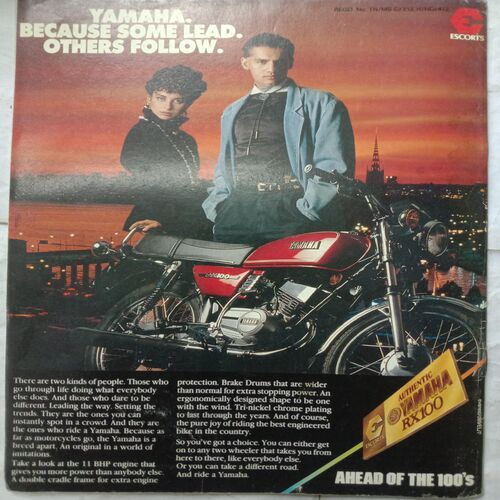 YAMAHA.
BECAUSE SOME LEAD.
OTHERS FOLLOW.
ESCORTS
YAMAHA
100
YAMAHA
There are two kinds of people. Those who
go through life doing what everybody
else does. And those who dare to be
different. Leading the way. Setting the
trends. They are the ones you can
instantly spot in a crowd. And they are
the ones who ride a Yamaha. Because as
far as motorcycles go, the Yamaha is a
breed apart. An original in a world of
imitations.
Take a look at the 11 BHP engine that
gives you more power than anybody else.
A double cradle frame for extra engine
protection. Brake Drums that are wider
than normal for extra stopping power. An
ergonomically designed shape to be one
with the wind. Tri-nickel chrome plating
to last through the years. And of course,
the pure joy of riding the best engineered
bike in the country.
So you've got a choice. You can either get
on to any two wheeler that takes you from
here to there, like everybody else.
Or you can take a different road.
And ride a Yamaha.
AUTHENTIC
YAMAHA
RX100
ESCORTS
AHEAD OF THE 100's